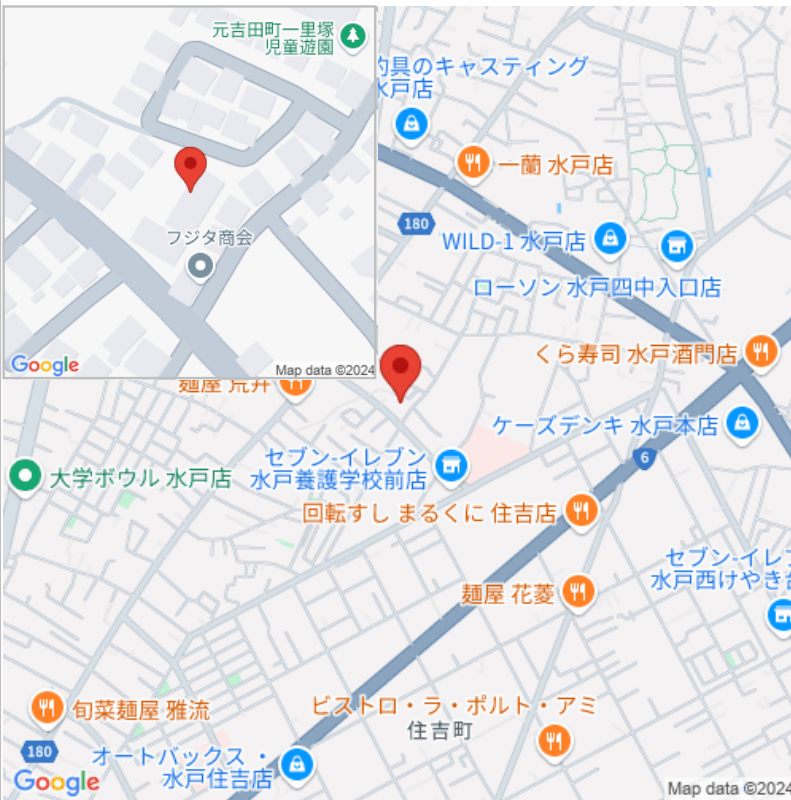 元吉田町一里塚
児童遊園
フジタ商会
Google
Map data ©2024
具のキャスティング
水戸店
一蘭 水戸店
180
WILD-1 水戸店
ローソン 水戸四中入口店
くら寿司 水戸酒門店
麺屋 荒井
ケーズデンキ 水戸本店
セブン-イレブン
水戸養護学校前店
6
大学ボウル 水戸店
回転すし まるくに 住吉店
セブン-イレブ
水戸西けやき台
麺屋 花菱
ビストロ・ラ・ポルト・アミ
旬菜麺屋 雅流
住吉町
180
オートバックス・
水戸住吉店
Google
Map data ©2024